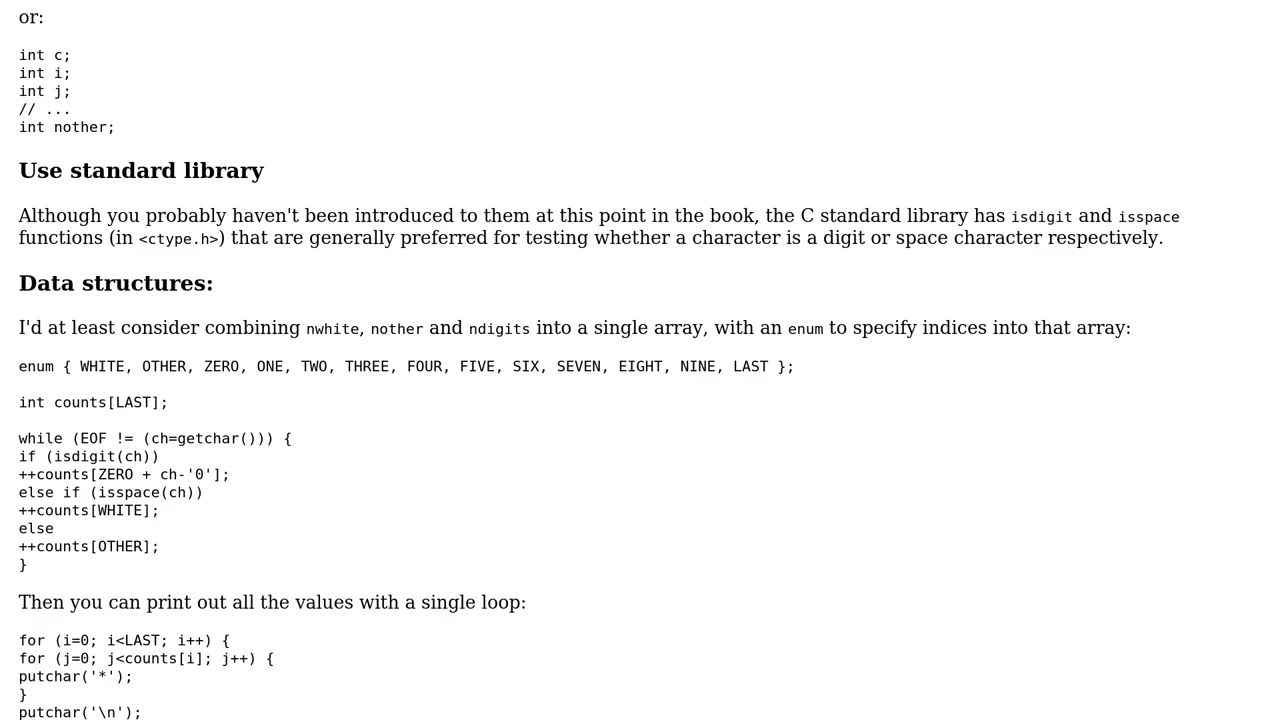 or:
int c;
int i;
int j;
// ...
int nother;
Use standard library
Although you probably haven't been introduced to them at this point in the book, the C standard library has isdigit and isspace
functions (in <ctype.h>) that are generally preferred for testing whether a character is a digit or space character respectively.
Data structures:
I'd at least consider combining nwhite, nother and ndigits into a single array, with an enum to specify indices into that array:
enum { WHITE, OTHER, ZERO, ONE, TWO, THREE, FOUR, FIVE, SIX, SEVEN, EIGHT, NINE, LAST };
int counts[LAST];
while (EOF != (ch=getchar())) {
if (isdigit(ch))
++counts[ZERO + ch-'0'];
else if (isspace(ch))
++counts[WHITE];
else
++counts[OTHER];
}
Then you can print out all the values with a single loop:
for (i=0; i<LAST; i++) {
for (j=0; j<counts[i]; j++) {
putchar('*');
}
putchar('\n');